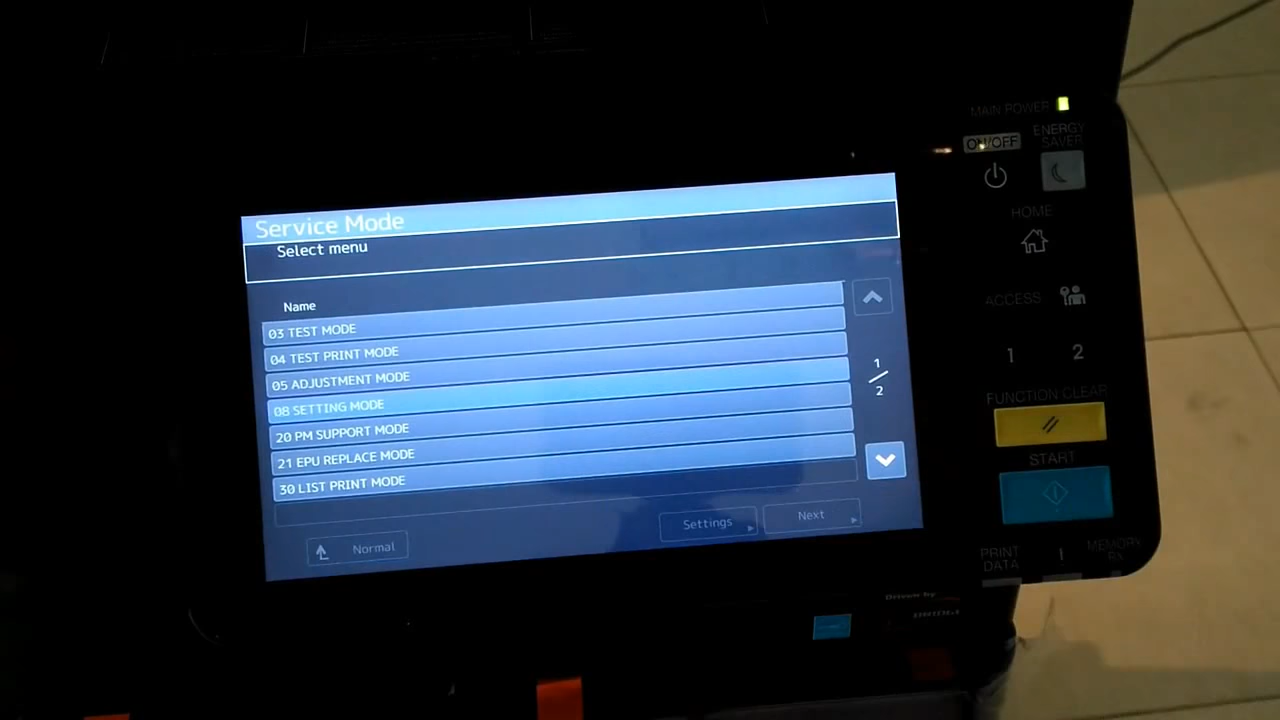 MAIN POWER
ON/OFF
ENERGY SAVER
HOME
ACCESS
1 2
FUNCTION CLEAR
START
PRINT DATA
MEMORY RX
Service Mode
Select menu
Name
03 TEST MODE
04 TEST PRINT MODE
05 ADJUSTMENT MODE
08 SETTING MODE
20 PM SUPPORT MODE
21 EPU REPLACE MODE
30 LIST PRINT MODE
1
2
Settings
Next
Normal
Driven by